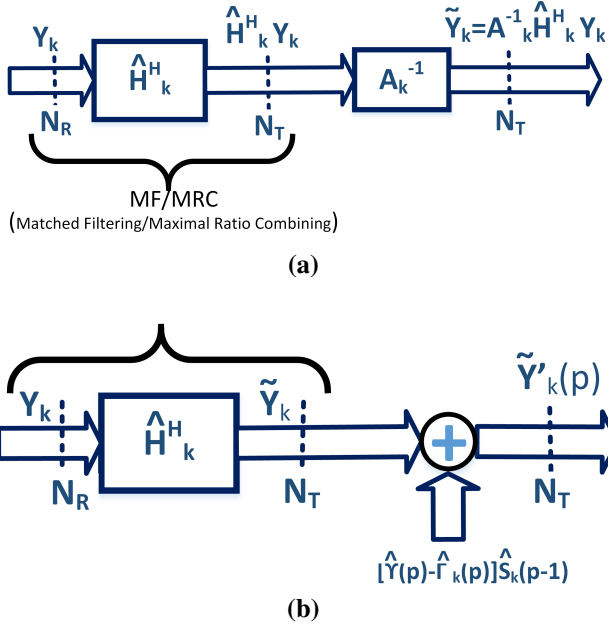 Y_k
Ĥ^H_k
Ĥ^H_k Y_k
A_k^-1
Ỹ_k=A^-1_k Ĥ^H_k Y_k
N_R
N_T
N_T
MF/MRC
(Matched Filtering/Maximal Ratio Combining)
(a)
Y_k
Ĥ^H_k
Ỹ_k
+
Ỹ'_k(p)
N_R
N_T
N_T
[Υ̂(p)-Γ̂_k(p)]Ŝ_k(p-1)
(b)